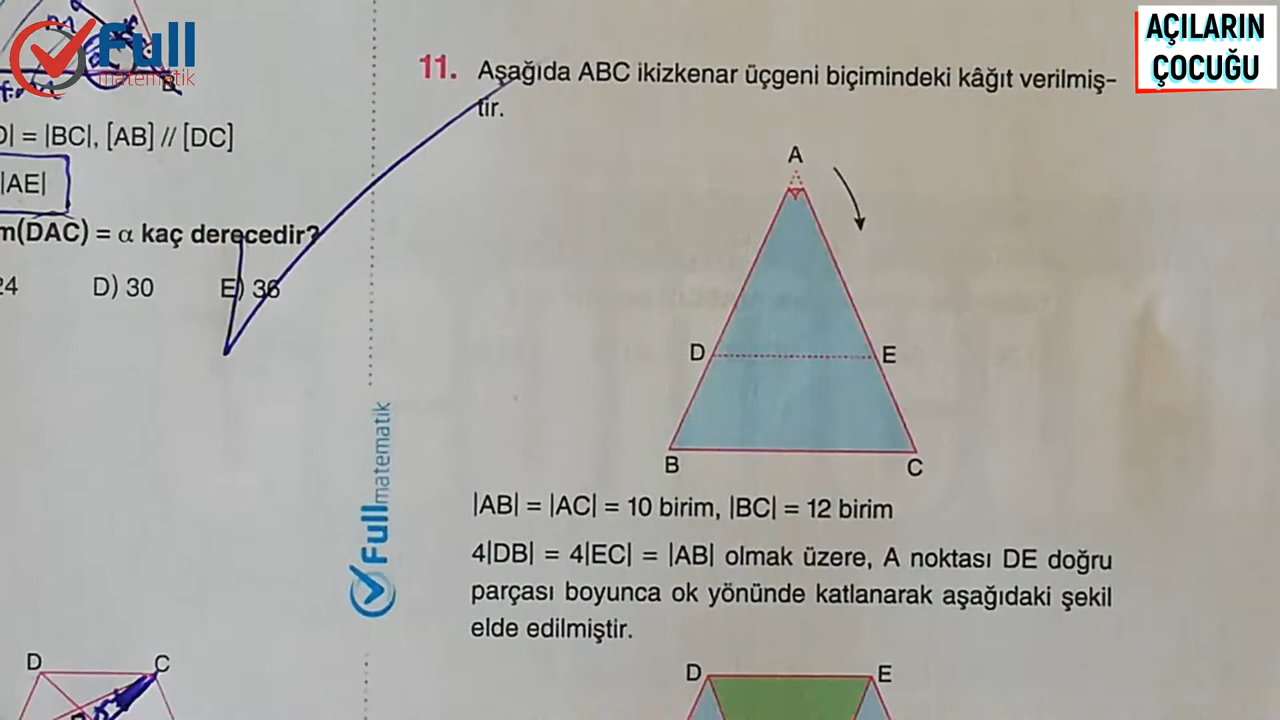 Full
matematik
AÇILARIN
ÇOCUĞU
D| = |BC|, [AB] // [DC]
|AE|
m(DAC) = α kaç derecedir?
24 D) 30 E) 36
Full matematik
11. Aşağıda ABC ikizkenar üçgeni biçimindeki kâğıt verilmiş-
tir.
A
D E
B C
|AB| = |AC| = 10 birim, |BC| = 12 birim
4|DB| = 4|EC| = |AB| olmak üzere, A noktası DE doğru
parçası boyunca ok yönünde katlanarak aşağıdaki şekil
elde edilmiştir.
D E
D C